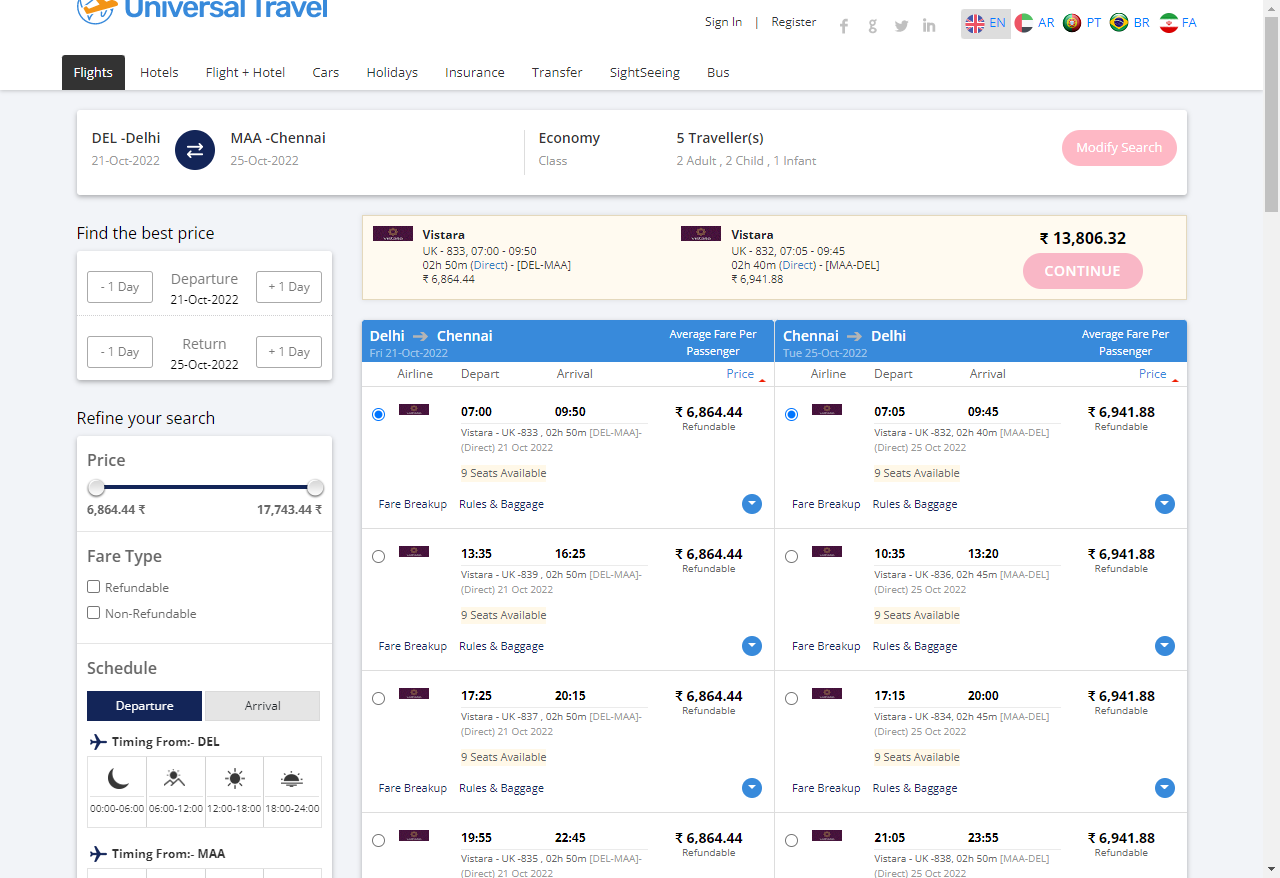 Universal Travel
Sign In | Register
EN AR PT BR FA
Flights Hotels Flight + Hotel Cars Holidays Insurance Transfer SightSeeing Bus
DEL -Delhi MAA -Chennai Economy 5 Traveller(s)
21-Oct-2022 25-Oct-2022 Class 2 Adult , 2 Child , 1 Infant
Modify Search
Find the best price
- 1 Day Departure + 1 Day
21-Oct-2022
- 1 Day Return + 1 Day
25-Oct-2022
Refine your search
Price
6,864.44 ₹ 17,743.44 ₹
Fare Type
Refundable
Non-Refundable
Schedule
Departure Arrival
Timing From:- DEL
00:00-06:00 06:00-12:00 12:00-18:00 18:00-24:00
Timing From:- MAA
Vistara
UK - 833, 07:00 - 09:50
02h 50m (Direct) - [DEL-MAA]
₹ 6,864.44
Vistara
UK - 832, 07:05 - 09:45
02h 40m (Direct) - [MAA-DEL]
₹ 6,941.88
₹ 13,806.32
CONTINUE
Delhi Chennai Average Fare Per
Fri 21-Oct-2022 Passenger
Airline Depart Arrival Price
07:00 09:50 ₹ 6,864.44
Refundable
Vistara - UK -833 , 02h 50m [DEL-MAA]-
(Direct) 21 Oct 2022
9 Seats Available
Fare Breakup Rules & Baggage
13:35 16:25 ₹ 6,864.44
Refundable
Vistara - UK -839 , 02h 50m [DEL-MAA]-
(Direct) 21 Oct 2022
9 Seats Available
Fare Breakup Rules & Baggage
17:25 20:15 ₹ 6,864.44
Refundable
Vistara - UK -837 , 02h 50m [DEL-MAA]-
(Direct) 21 Oct 2022
9 Seats Available
Fare Breakup Rules & Baggage
19:55 22:45 ₹ 6,864.44
Refundable
Vistara - UK -835 , 02h 50m [DEL-MAA]-
(Direct) 21 Oct 2022
Chennai Delhi Average Fare Per
Tue 25-Oct-2022 Passenger
Airline Depart Arrival Price
07:05 09:45 ₹ 6,941.88
Refundable
Vistara - UK -832, 02h 40m [MAA-DEL]
(Direct) 25 Oct 2022
9 Seats Available
Fare Breakup Rules & Baggage
10:35 13:20 ₹ 6,941.88
Refundable
Vistara - UK -836, 02h 45m [MAA-DEL]
(Direct) 25 Oct 2022
9 Seats Available
Fare Breakup Rules & Baggage
17:15 20:00 ₹ 6,941.88
Refundable
Vistara - UK -834, 02h 45m [MAA-DEL]
(Direct) 25 Oct 2022
9 Seats Available
Fare Breakup Rules & Baggage
21:05 23:55 ₹ 6,941.88
Refundable
Vistara - UK -838, 02h 50m [MAA-DEL]
(Direct) 25 Oct 2022